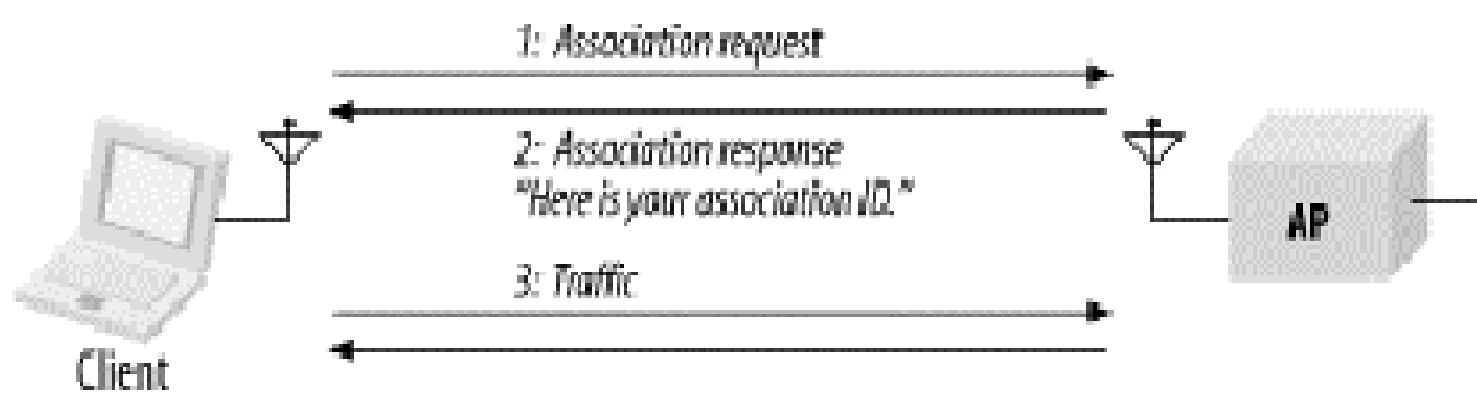 1: Association request
2: Association response
"Here is your association ID."
AP
3: Traffic
Client